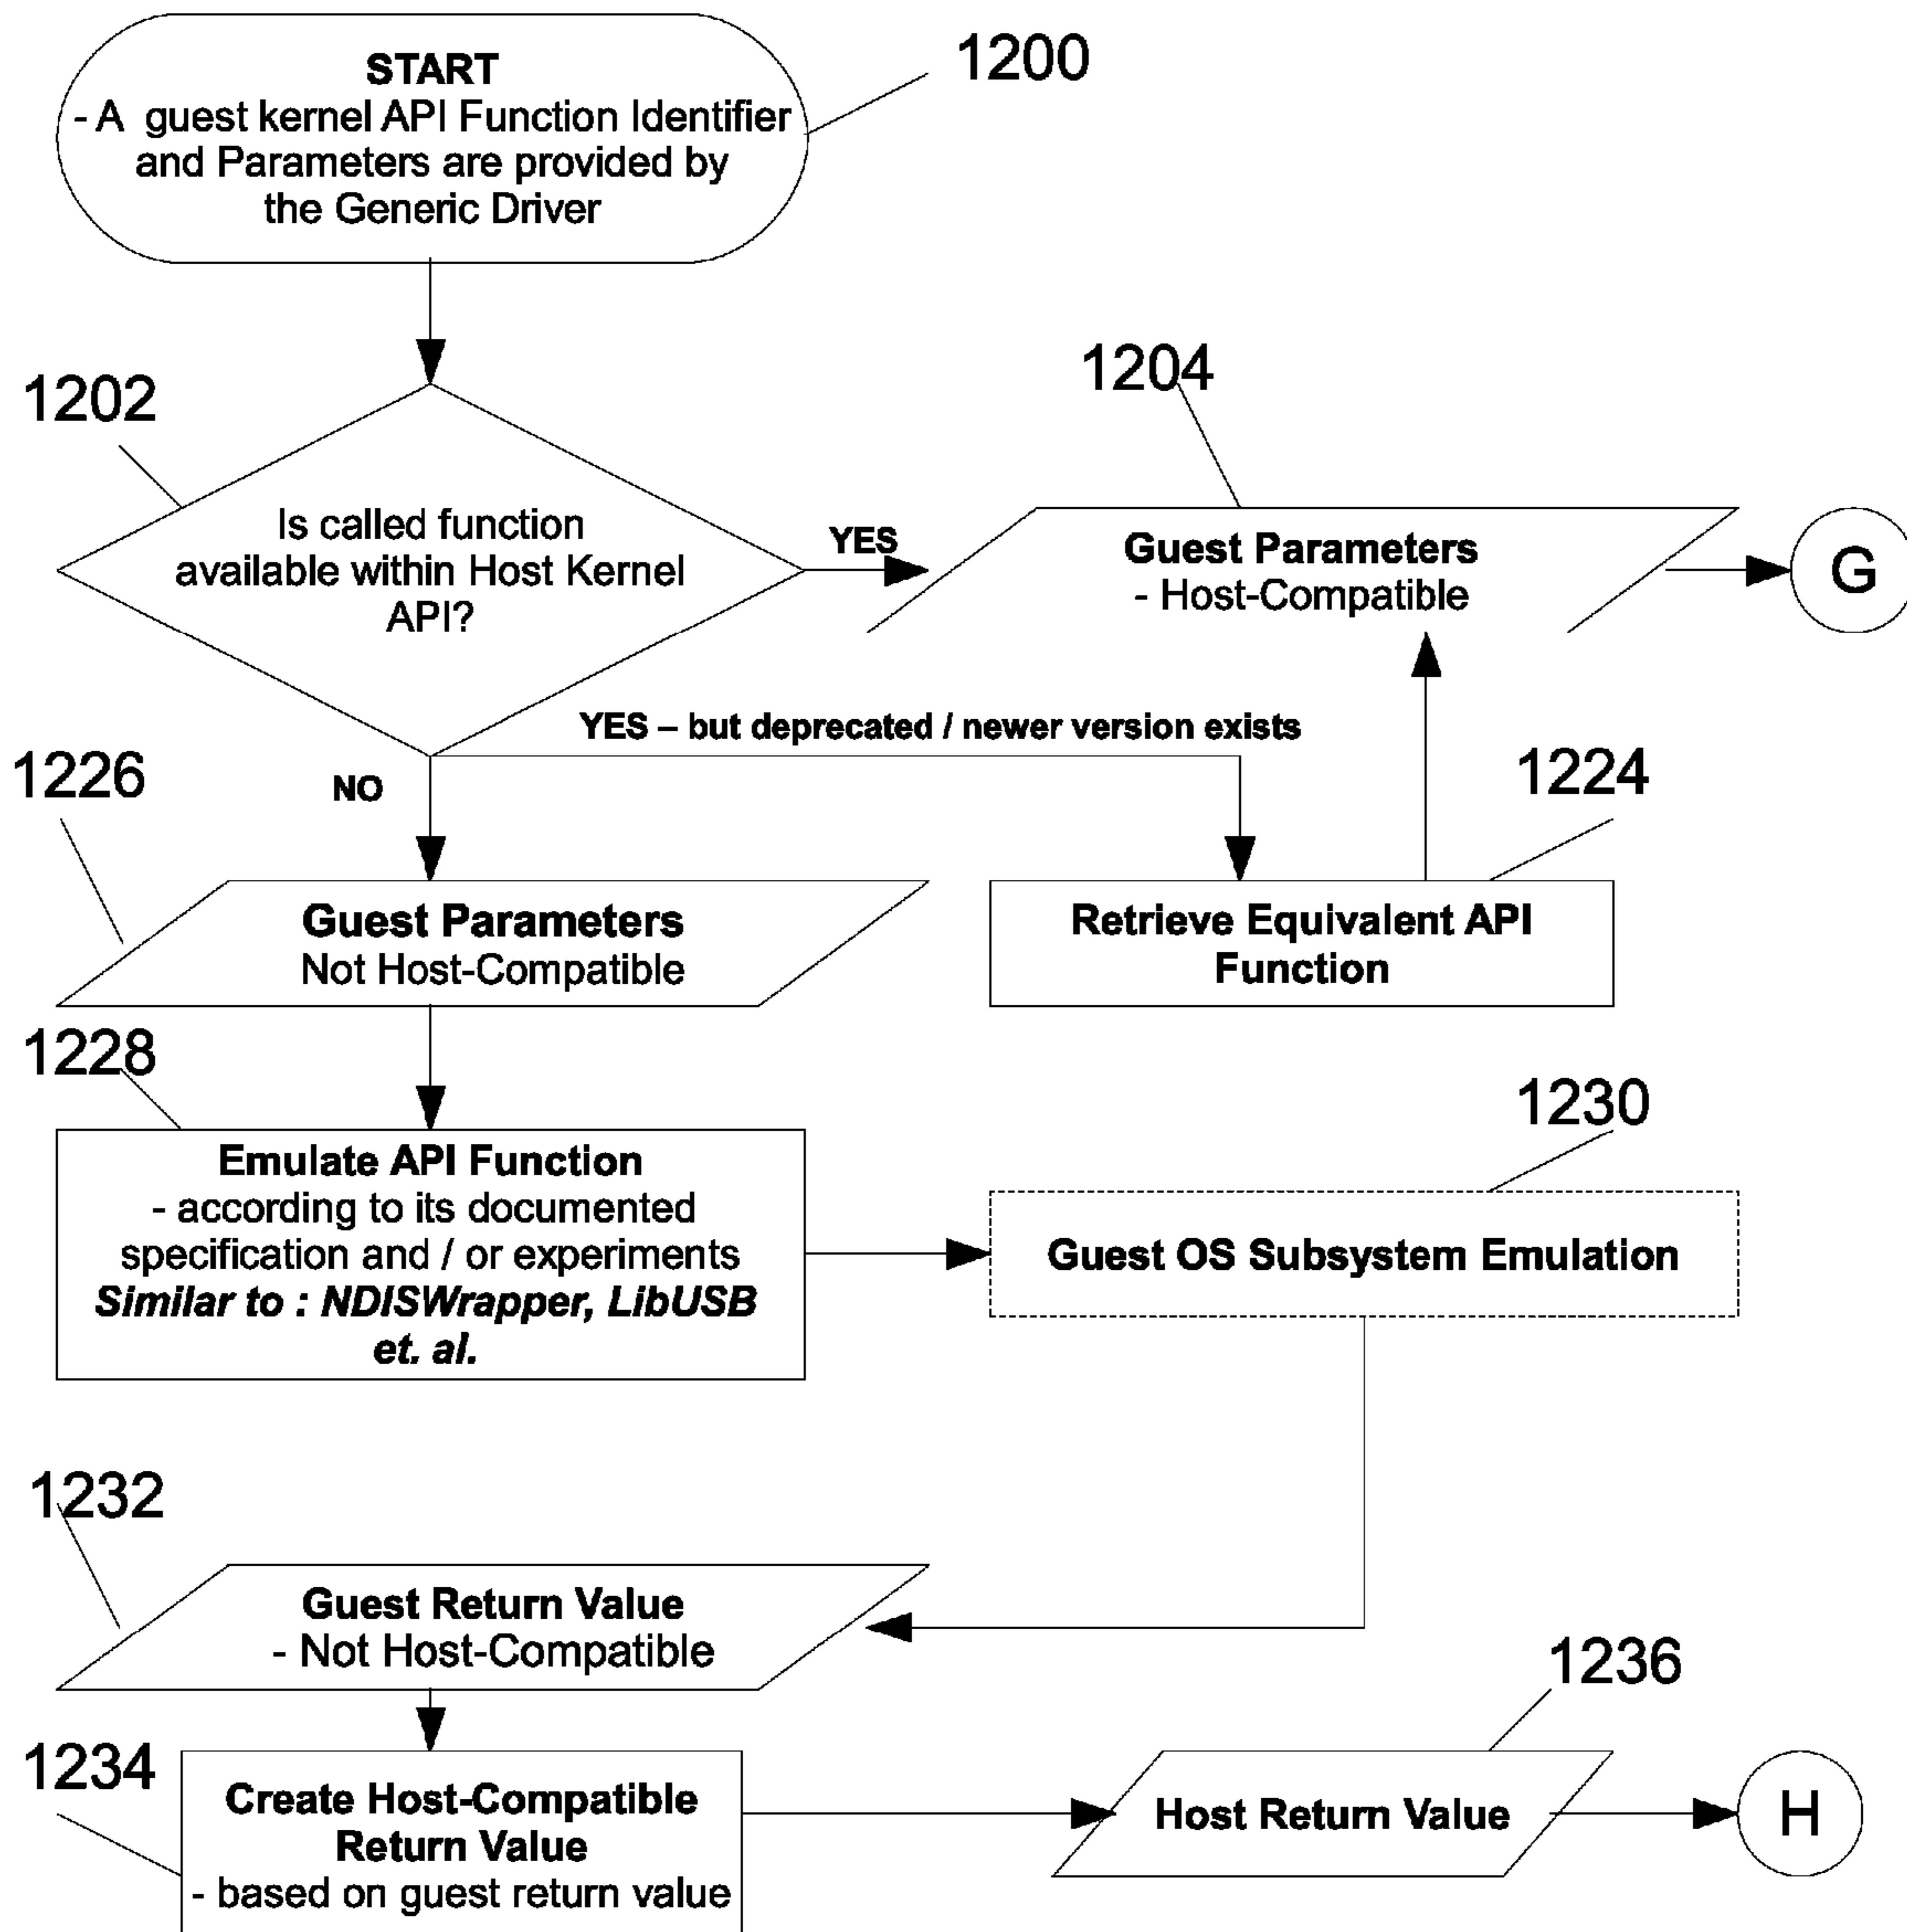 START
- A guest kernel API Function Identifier
and Parameters are provided by
the Generic Driver
1200
1202
Is called function
available within Host Kernel
API?
YES
1204
Guest Parameters
- Host-Compatible
G
YES – but deprecated / newer version exists
NO
1226
Guest Parameters
Not Host-Compatible
1224
Retrieve Equivalent API
Function
1228
Emulate API Function
- according to its documented
specification and / or experiments
Similar to : NDISWrapper, LibUSB
et. al.
1230
Guest OS Subsystem Emulation
1232
Guest Return Value
- Not Host-Compatible
1234
Create Host-Compatible
Return Value
- based on guest return value
1236
Host Return Value
H